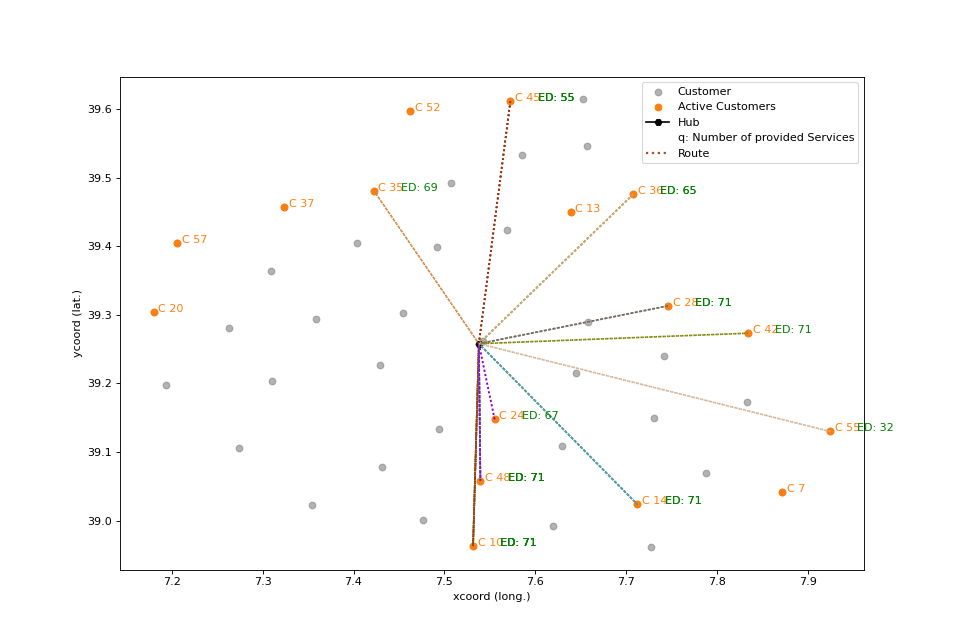 Customer
Active Customers
Hub
q: Number of provided Services
Route
C 52
C 45 ED: 55
C 35 ED: 69
C 36 ED: 65
C 37
C 13
C 57
C 20
C 28 ED: 71
C 42 ED: 71
C 24 ED: 67
C 55 ED: 32
C 48 ED: 71
C 7
C 14 ED: 71
C 10 ED: 71
39.6
39.5
39.4
39.3
39.2
39.1
39.0
ycoord (lat.)
7.2 7.3 7.4 7.5 7.6 7.7 7.8 7.9
xcoord (long.)